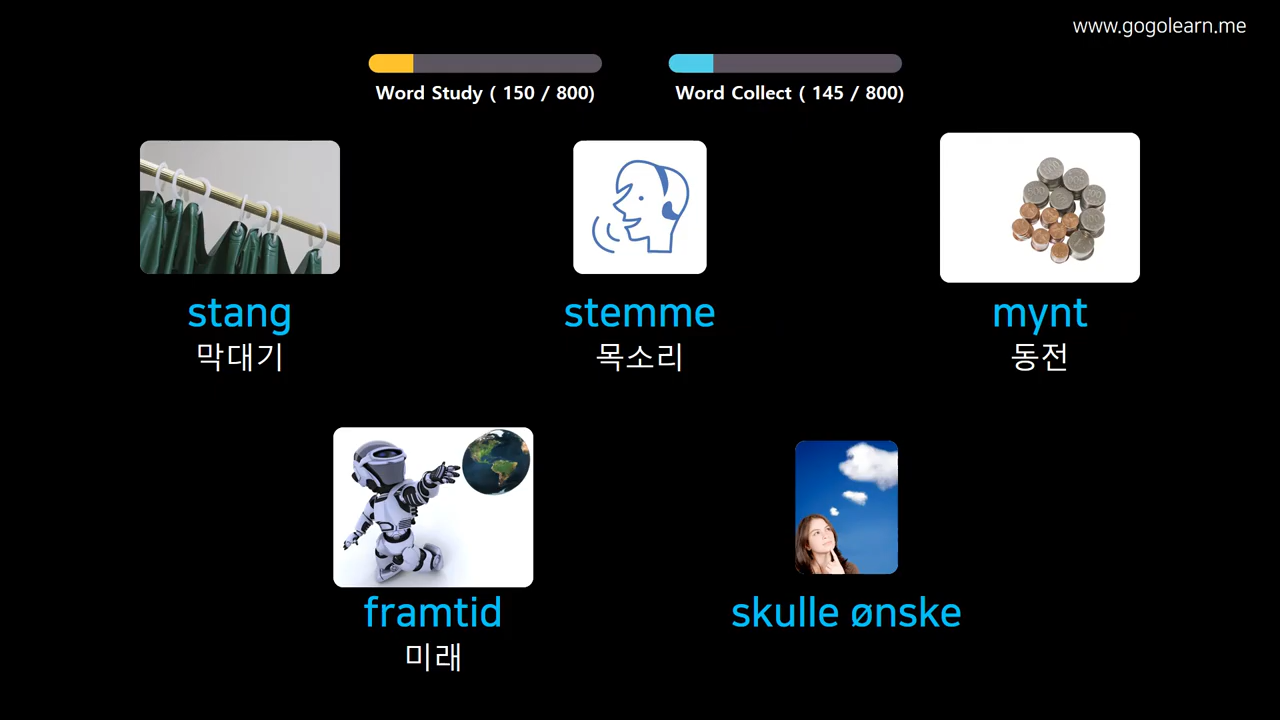 www.gogolearn.me
Word Study ( 150 / 800)
Word Collect ( 145 / 800)
stang
막대기
stemme
목소리
mynt
동전
framtid
미래
skulle ønske